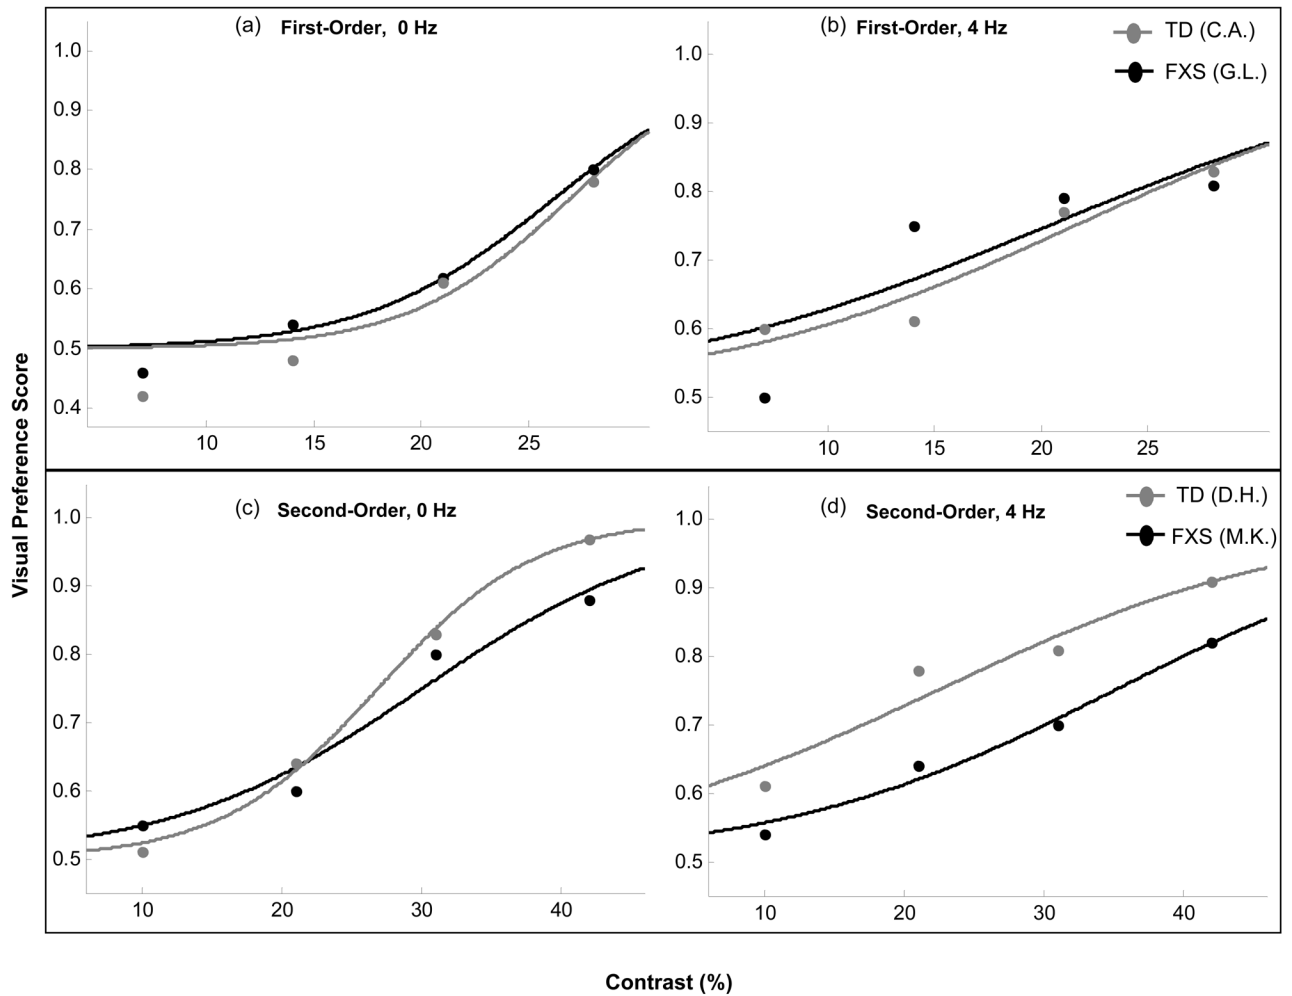 (a) First-Order, 0 Hz
1.0
0.9
0.8
0.7
0.6
0.5
0.4
10 15 20 25
(b) First-Order, 4 Hz
TD (C.A.)
FXS (G.L.)
1.0
0.9
0.8
0.7
0.6
0.5
10 15 20 25
Visual Preference Score
(c) Second-Order, 0 Hz
1.0
0.9
0.8
0.7
0.6
0.5
10 20 30 40
(d) Second-Order, 4 Hz
TD (D.H.)
FXS (M.K.)
1.0
0.9
0.8
0.7
0.6
0.5
10 20 30 40
Contrast (%)